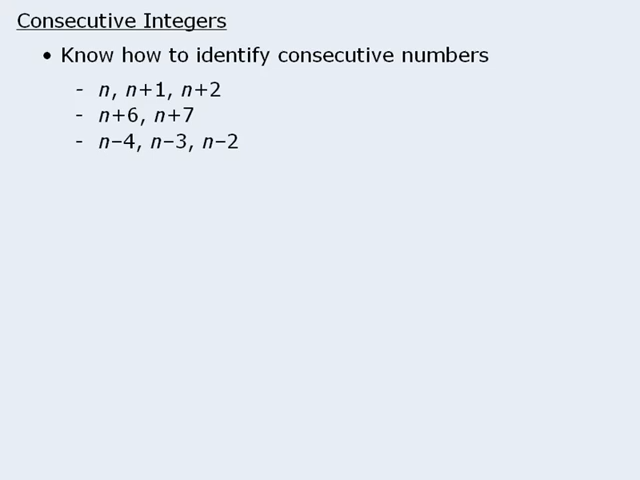 Consecutive Integers
• Know how to identify consecutive numbers
- n, n+1, n+2
- n+6, n+7
- n−4, n−3, n−2